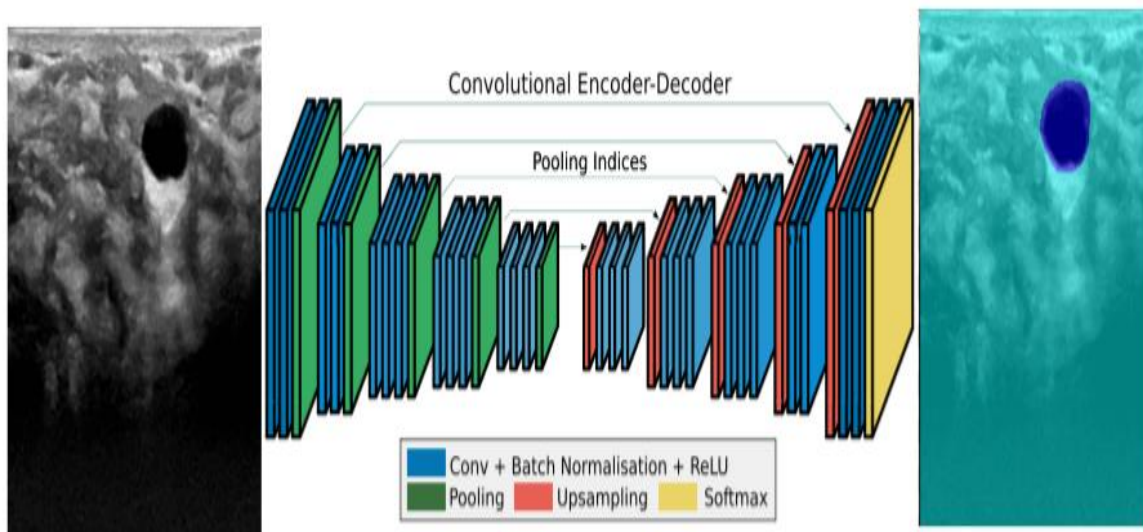 Convolutional Encoder-Decoder
Pooling Indices
Conv + Batch Normalisation + ReLU
Pooling Upsampling Softmax